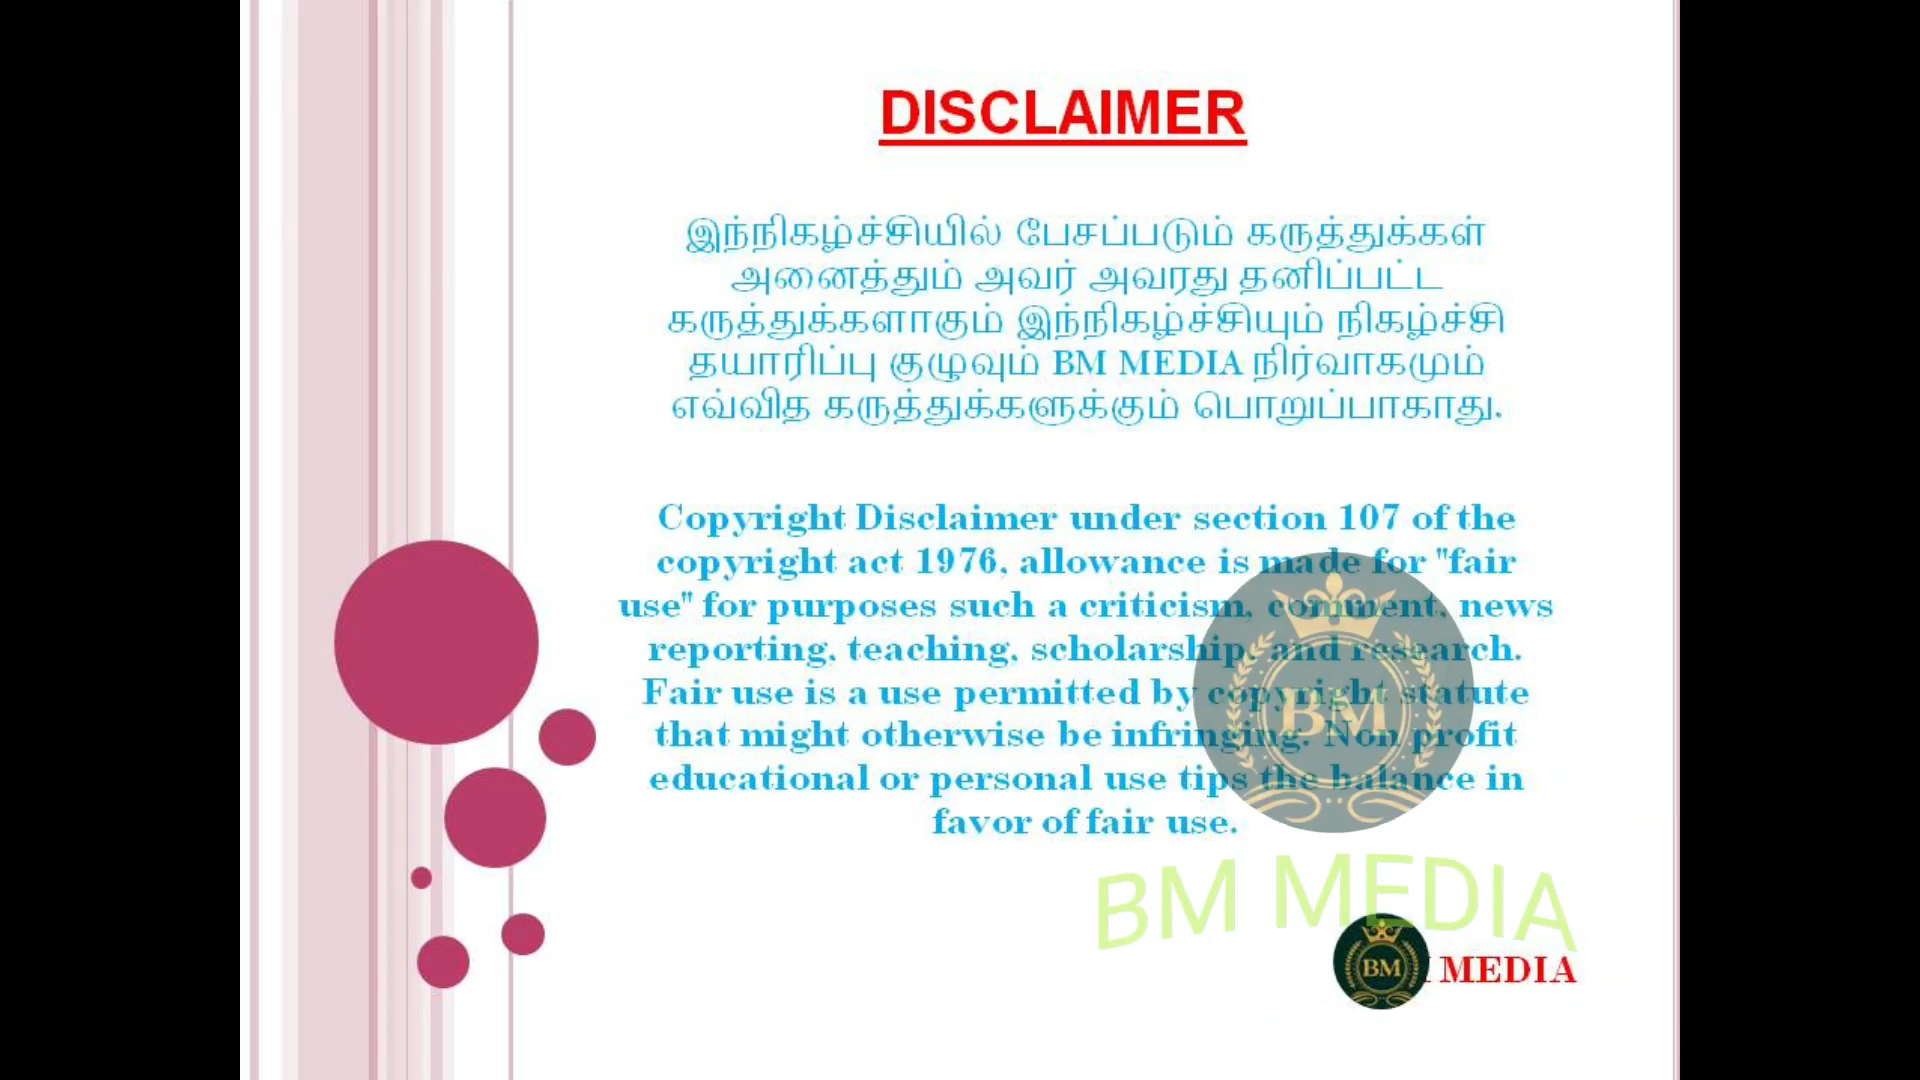 DISCLAIMER
இந்நிகழ்ச்சியில் பேசப்படும் கருத்துக்கள்
அனைத்தும் அவர் அவரது தனிப்பட்ட
கருத்துக்களாகும் இந்நிகழ்ச்சியும் நிகழ்ச்சி
தயாரிப்பு குழுவும் BM MEDIA நிர்வாகமும்
எவ்வித கருத்துக்களுக்கும் பொறுப்பாகாது.
Copyright Disclaimer under section 107 of the
copyright act 1976, allowance is made for "fair
use" for purposes such a criticism, comment, news
reporting, teaching, scholarship, and research.
Fair use is a use permitted by copyright statute
that might otherwise be infringing. Non profit
educational or personal use tips the balance in
favor of fair use.
BM
BM MEDIA
BM
MEDIA